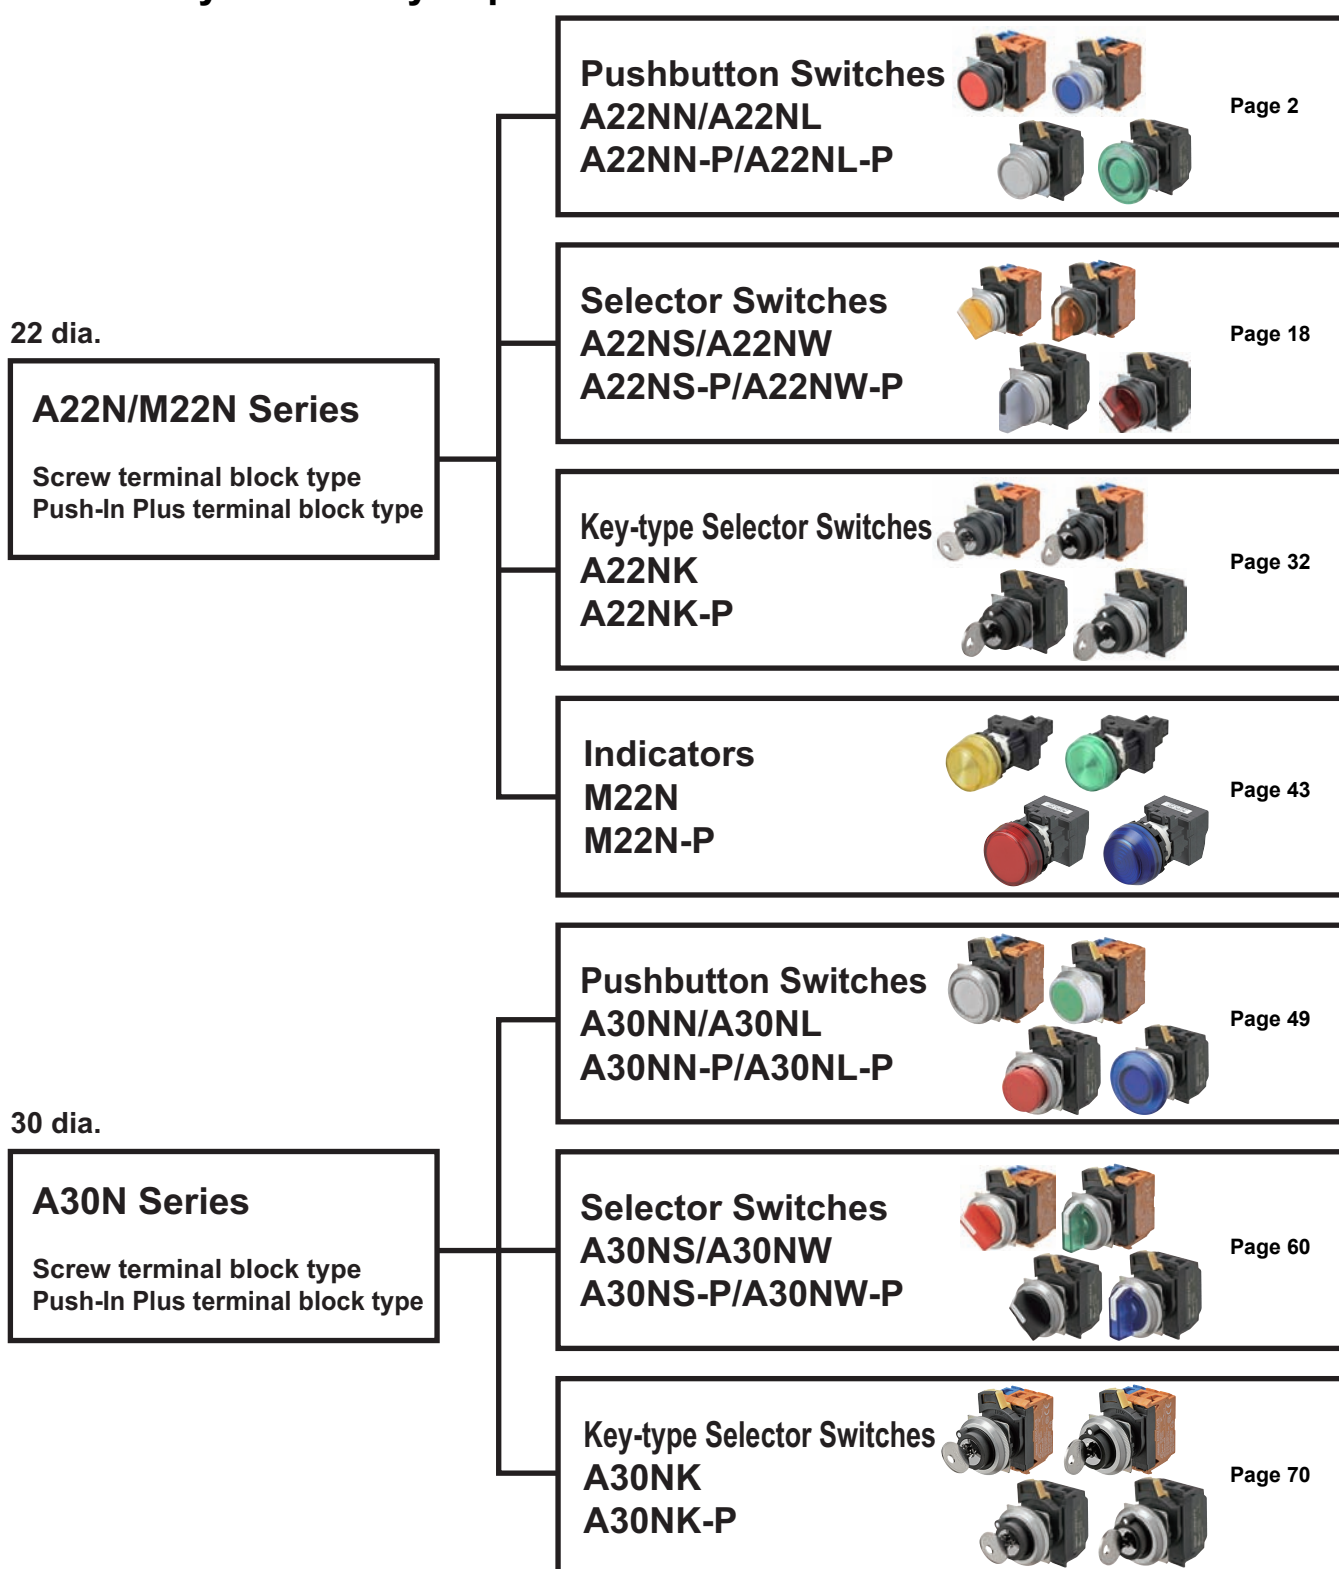 Pushbutton Switches
A22NN/A22NL
A22NN-P/A22NL-P
Page 2
Selector Switches
A22NS/A22NW
A22NS-P/A22NW-P
Page 18
22 dia.
A22N/M22N Series
Screw terminal block type
Push-In Plus terminal block type
Key-type Selector Switches
A22NK
A22NK-P
Page 32
Indicators
M22N
M22N-P
Page 43
Pushbutton Switches
A30NN/A30NL
A30NN-P/A30NL-P
Page 49
30 dia.
A30N Series
Screw terminal block type
Push-In Plus terminal block type
Selector Switches
A30NS/A30NW
A30NS-P/A30NW-P
Page 60
Key-type Selector Switches
A30NK
A30NK-P
Page 70